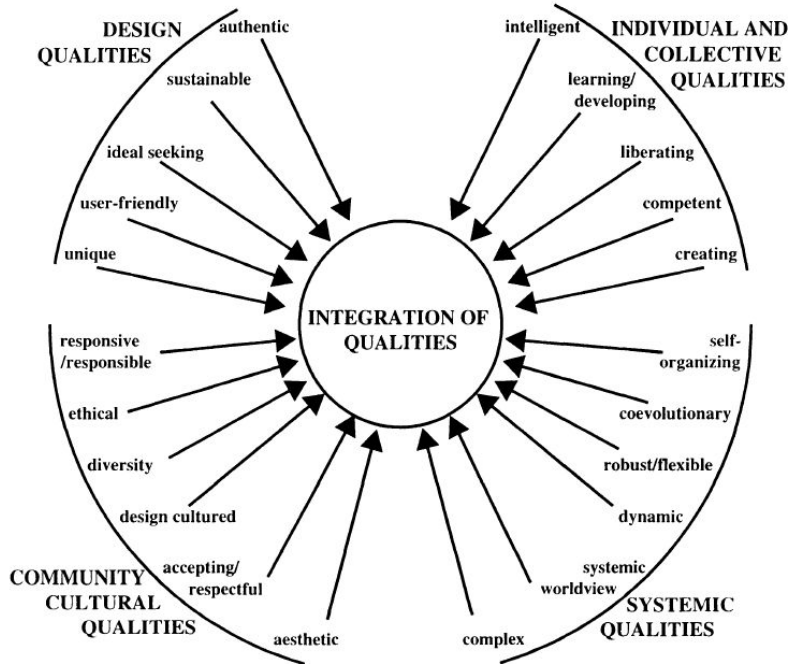 DESIGN
QUALITIES
authentic
sustainable
ideal seeking
user-friendly
unique
INDIVIDUAL AND
COLLECTIVE
QUALITIES
intelligent
learning/
developing
liberating
competent
creating
INTEGRATION OF
QUALITIES
responsive
/responsible
ethical
diversity
design cultured
accepting/
respectful
aesthetic
COMMUNITY
CULTURAL
QUALITIES
self-
organizing
coevolutionary
robust/flexible
dynamic
systemic
worldview
complex
SYSTEMIC
QUALITIES